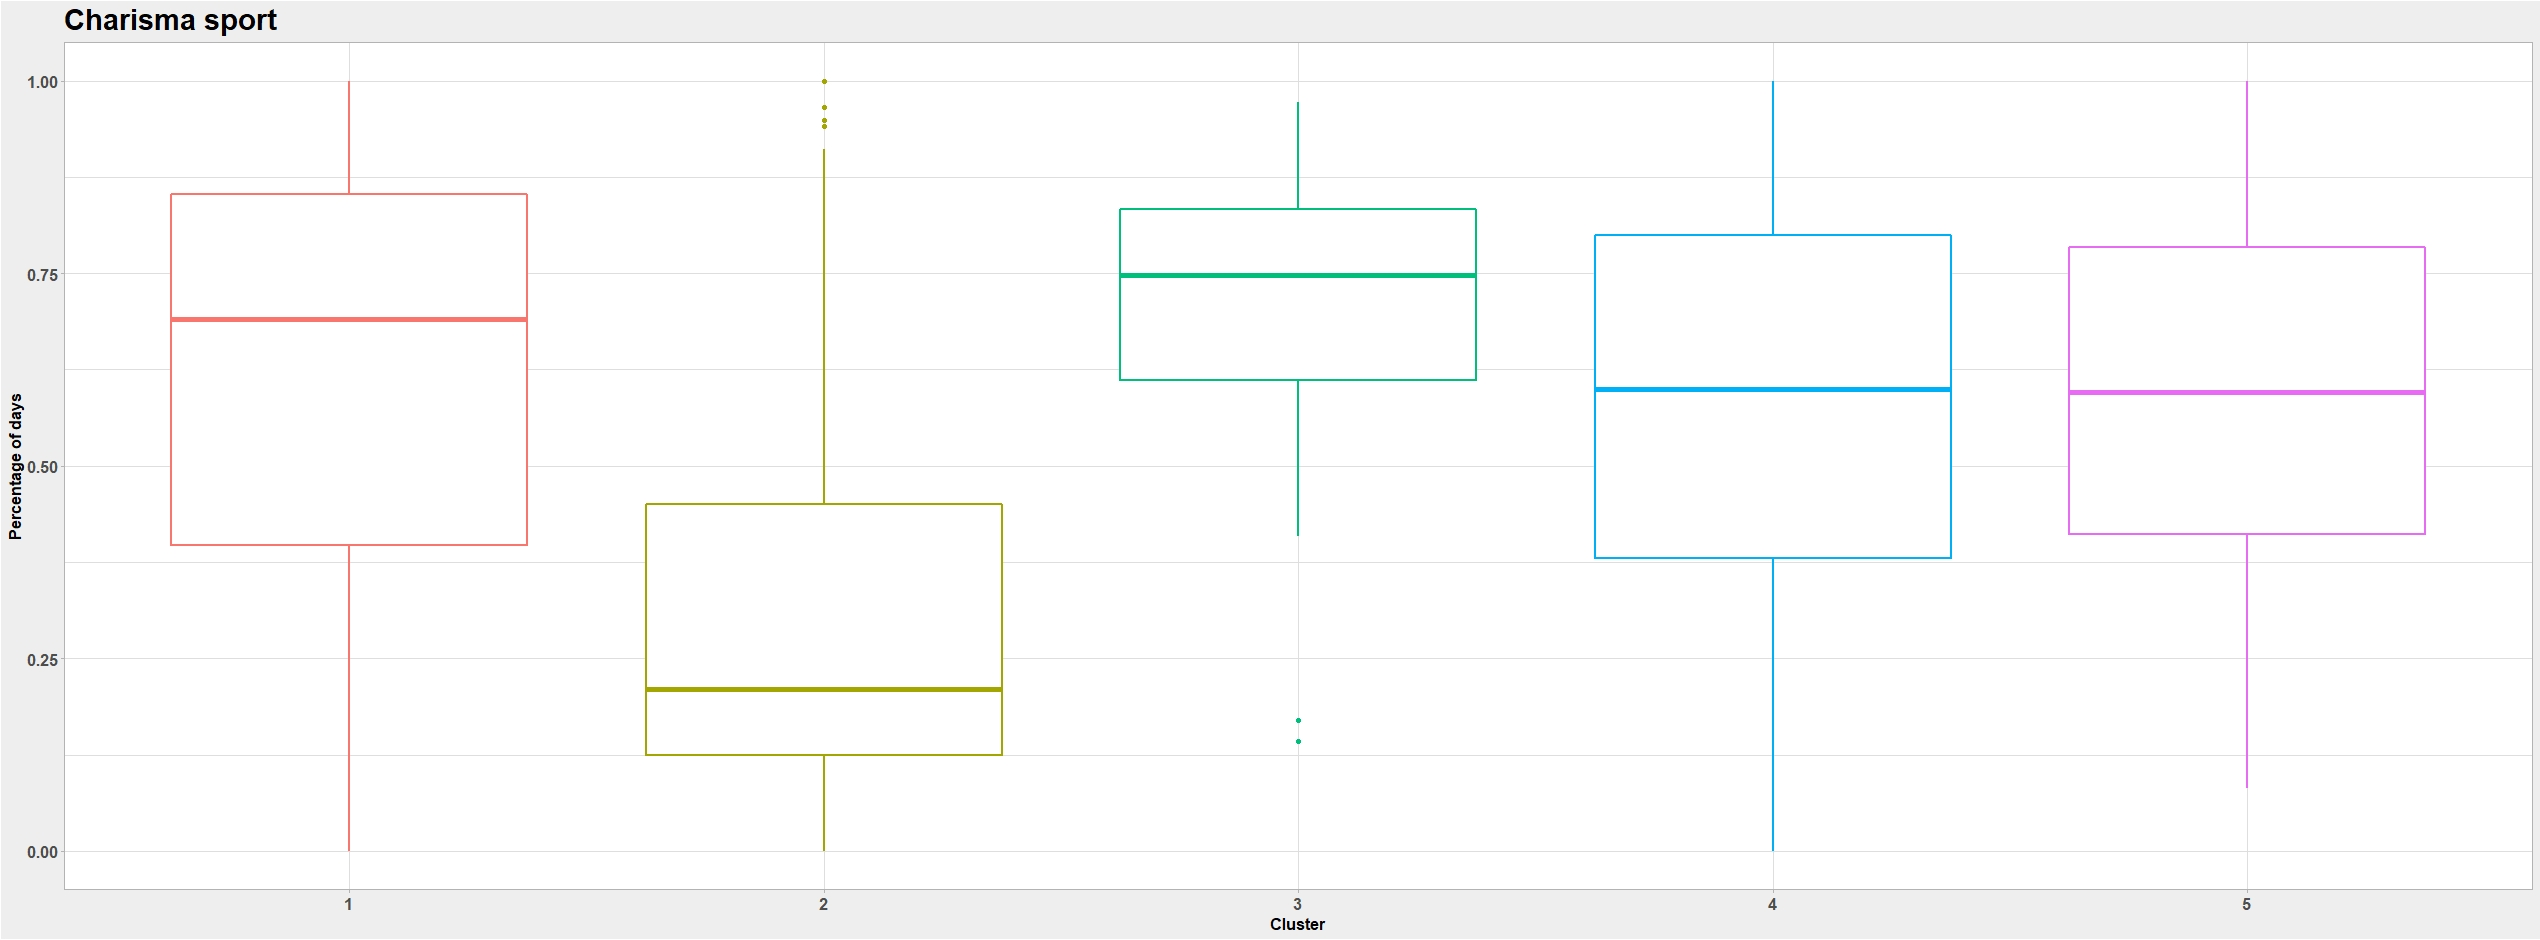 Charisma sport
Percentage of days
1.00
0.75
0.50
0.25
0.00
1 2 3 4 5
Cluster